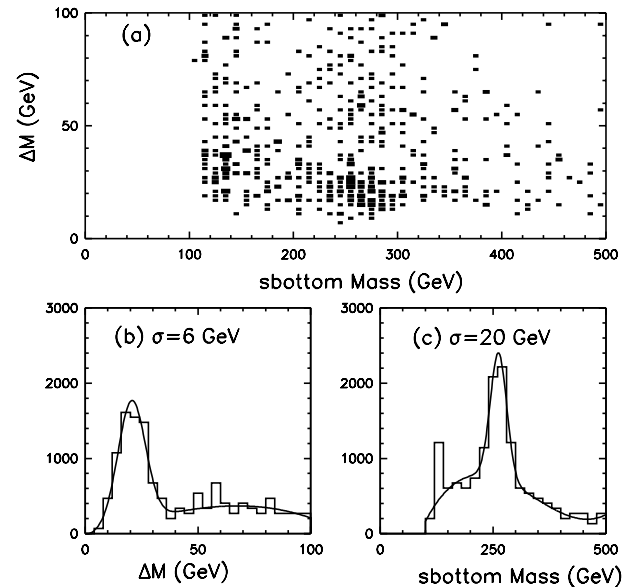 100
(a)
ΔM (GeV)
50
0
0 100 200 300 400 500
sbottom Mass (GeV)
3000
(b) σ=6 GeV
2000
1000
0
0 50 100
ΔM (GeV)
3000
(c) σ=20 GeV
2000
1000
0
0 250 500
sbottom Mass (GeV)